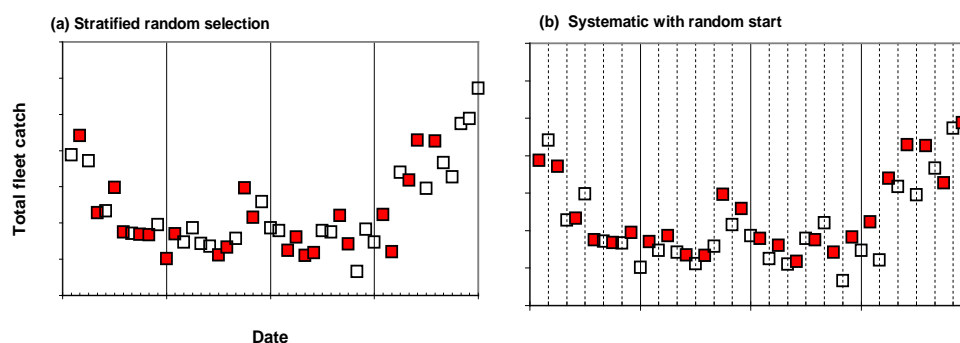 (a) Stratified random selection
(b) Systematic with random start
Total fleet catch
Date